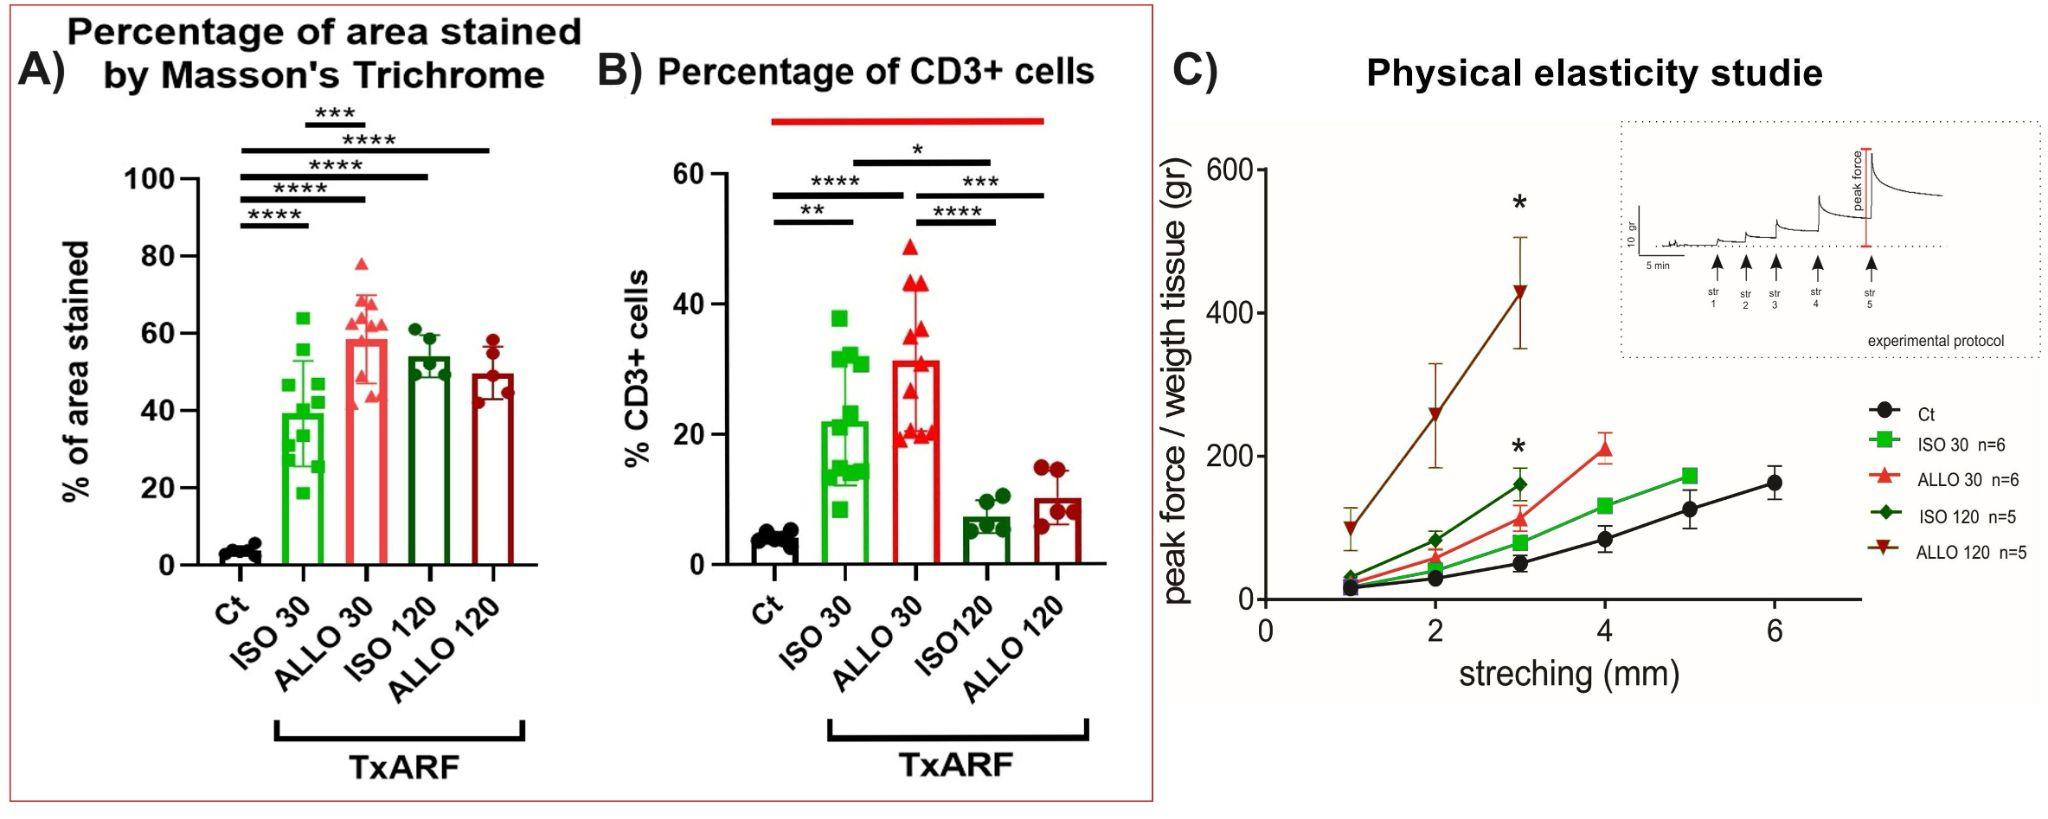 A)
Percentage of area stained
by Masson's Trichrome
***
****
****
****
****
% of area stained
100
80
60
40
20
0
Ct
ISO 30
ALLO 30
ISO 120
ALLO 120
TxARF
B)
Percentage of CD3+ cells
*
****
***
**
****
% CD3+ cells
60
40
20
0
Ct
ISO 30
ALLO 30
ISO120
ALLO 120
TxARF
C)
Physical elasticity studie
peak force / weigth tissue (gr)
600
400
200
0
*
*
0
2
4
6
streching (mm)
peak force
10 gr
5 min
str
1
str
2
str
3
str
4
str
5
experimental protocol
Ct
ISO 30 n=6
ALLO 30 n=6
ISO 120 n=5
ALLO 120 n=5